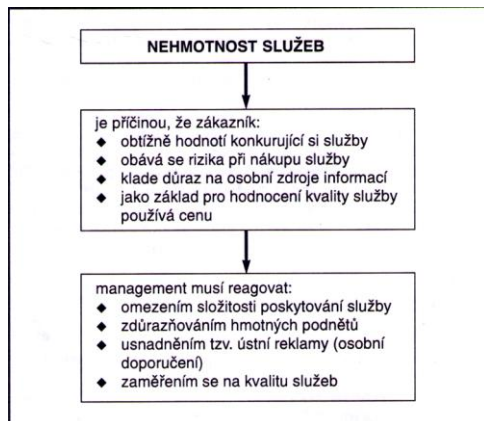 NEHMOTNOST SLUŽEB
je příčinou, že zákazník:
◆ obtížně hodnotí konkurující si služby
◆ obává se rizika při nákupu služby
◆ klade důraz na osobní zdroje informací
◆ jako základ pro hodnocení kvality služby
používá cenu
management musí reagovat:
◆ omezením složitosti poskytování služby
◆ zdůrazňováním hmotných podnětů
◆ usnadněním tzv. ústní reklamy (osobní
doporučení)
◆ zaměřením se na kvalitu služeb